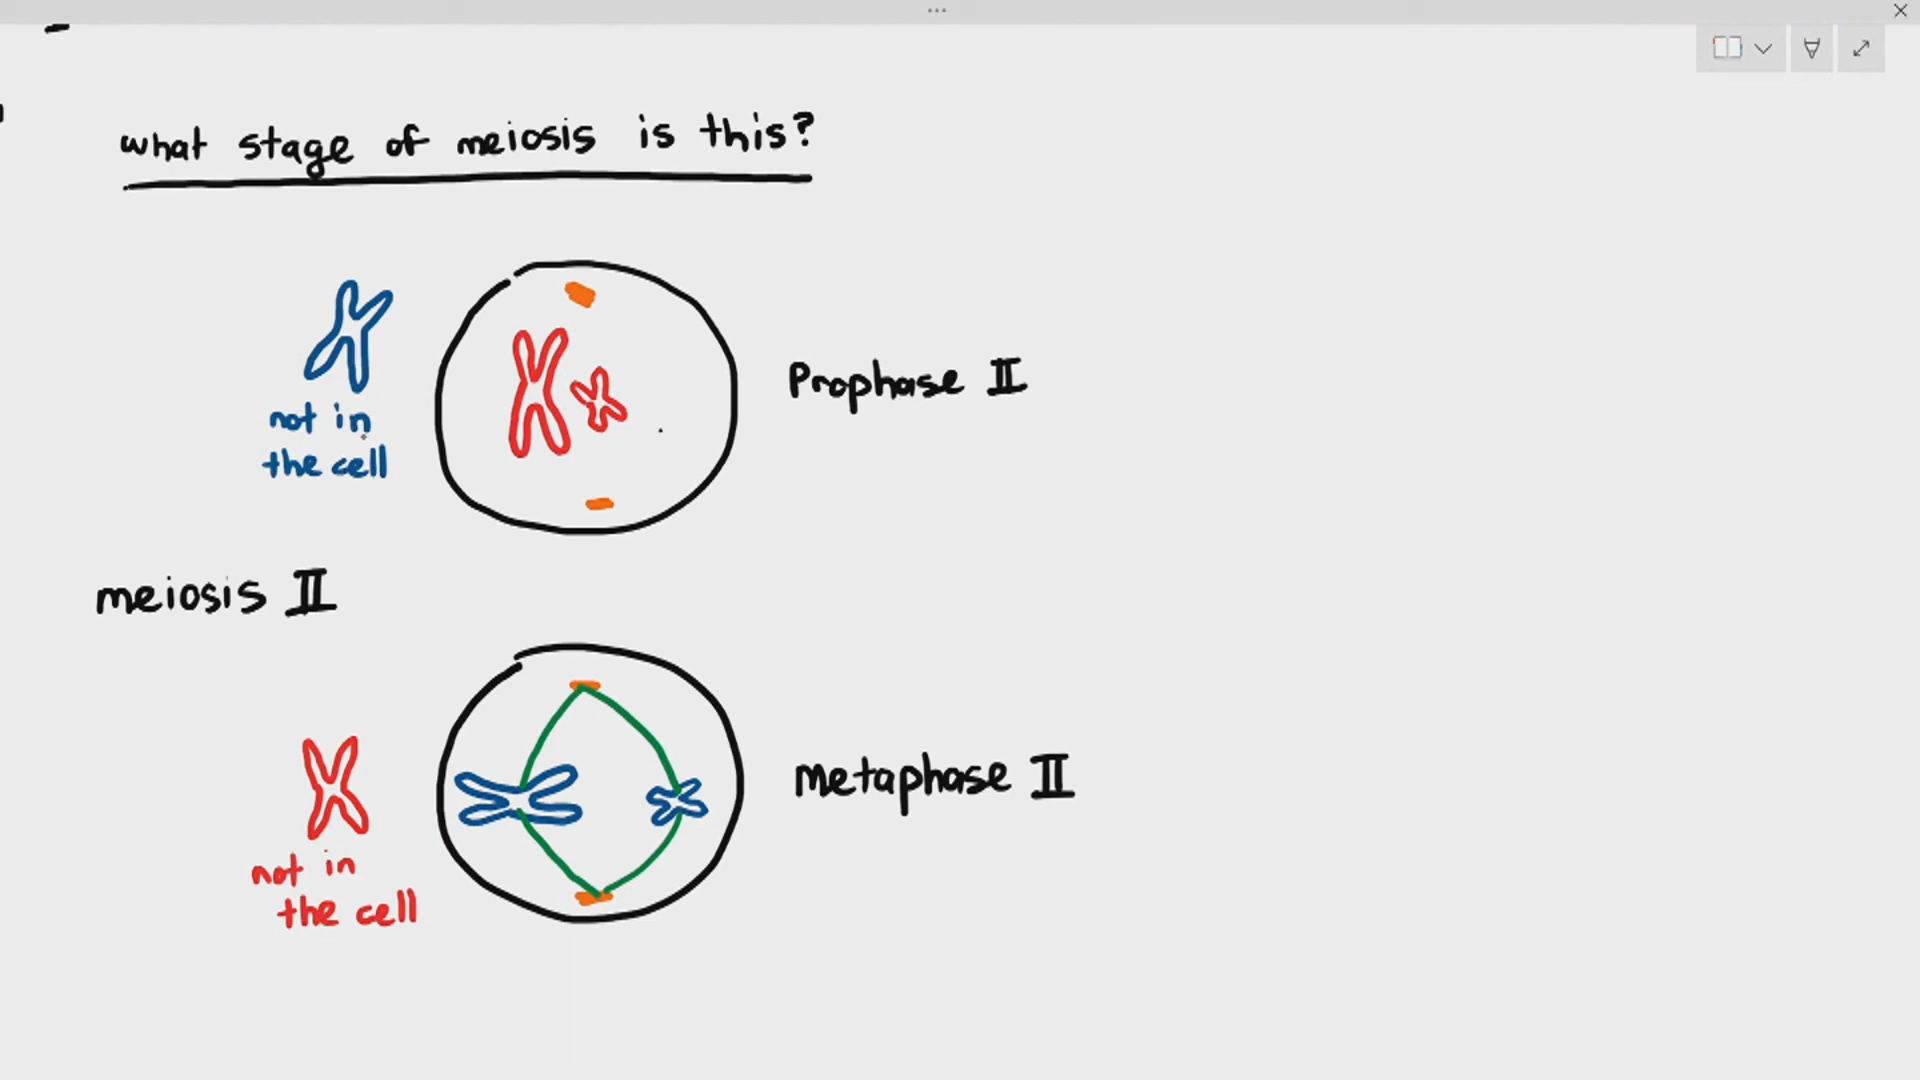 what stage of meiosis is this?
not in
the cell
Prophase II
meiosis II
not in
the cell
metaphase II